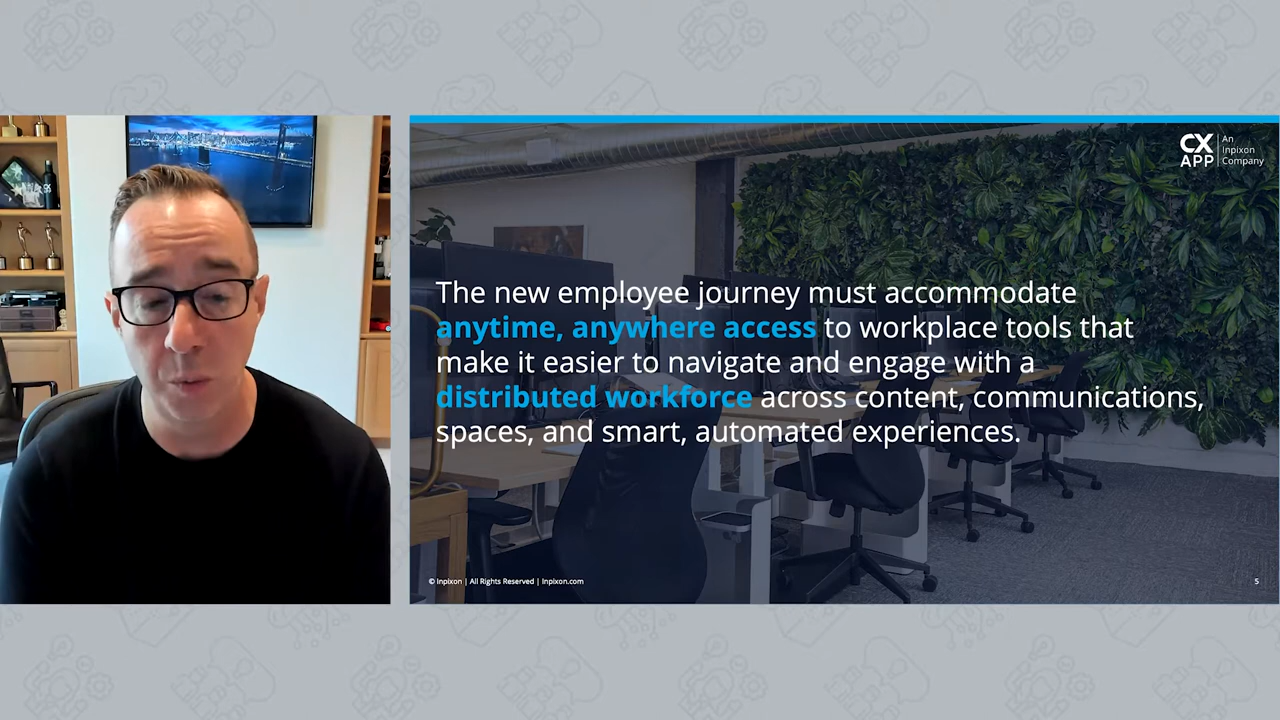 CX
APP
An
Inpixon
Company
The new employee journey must accommodate
anytime, anywhere access to workplace tools that
make it easier to navigate and engage with a
distributed workforce across content, communications,
spaces, and smart, automated experiences.
© Inpixon | All Rights Reserved | Inpixon.com
5